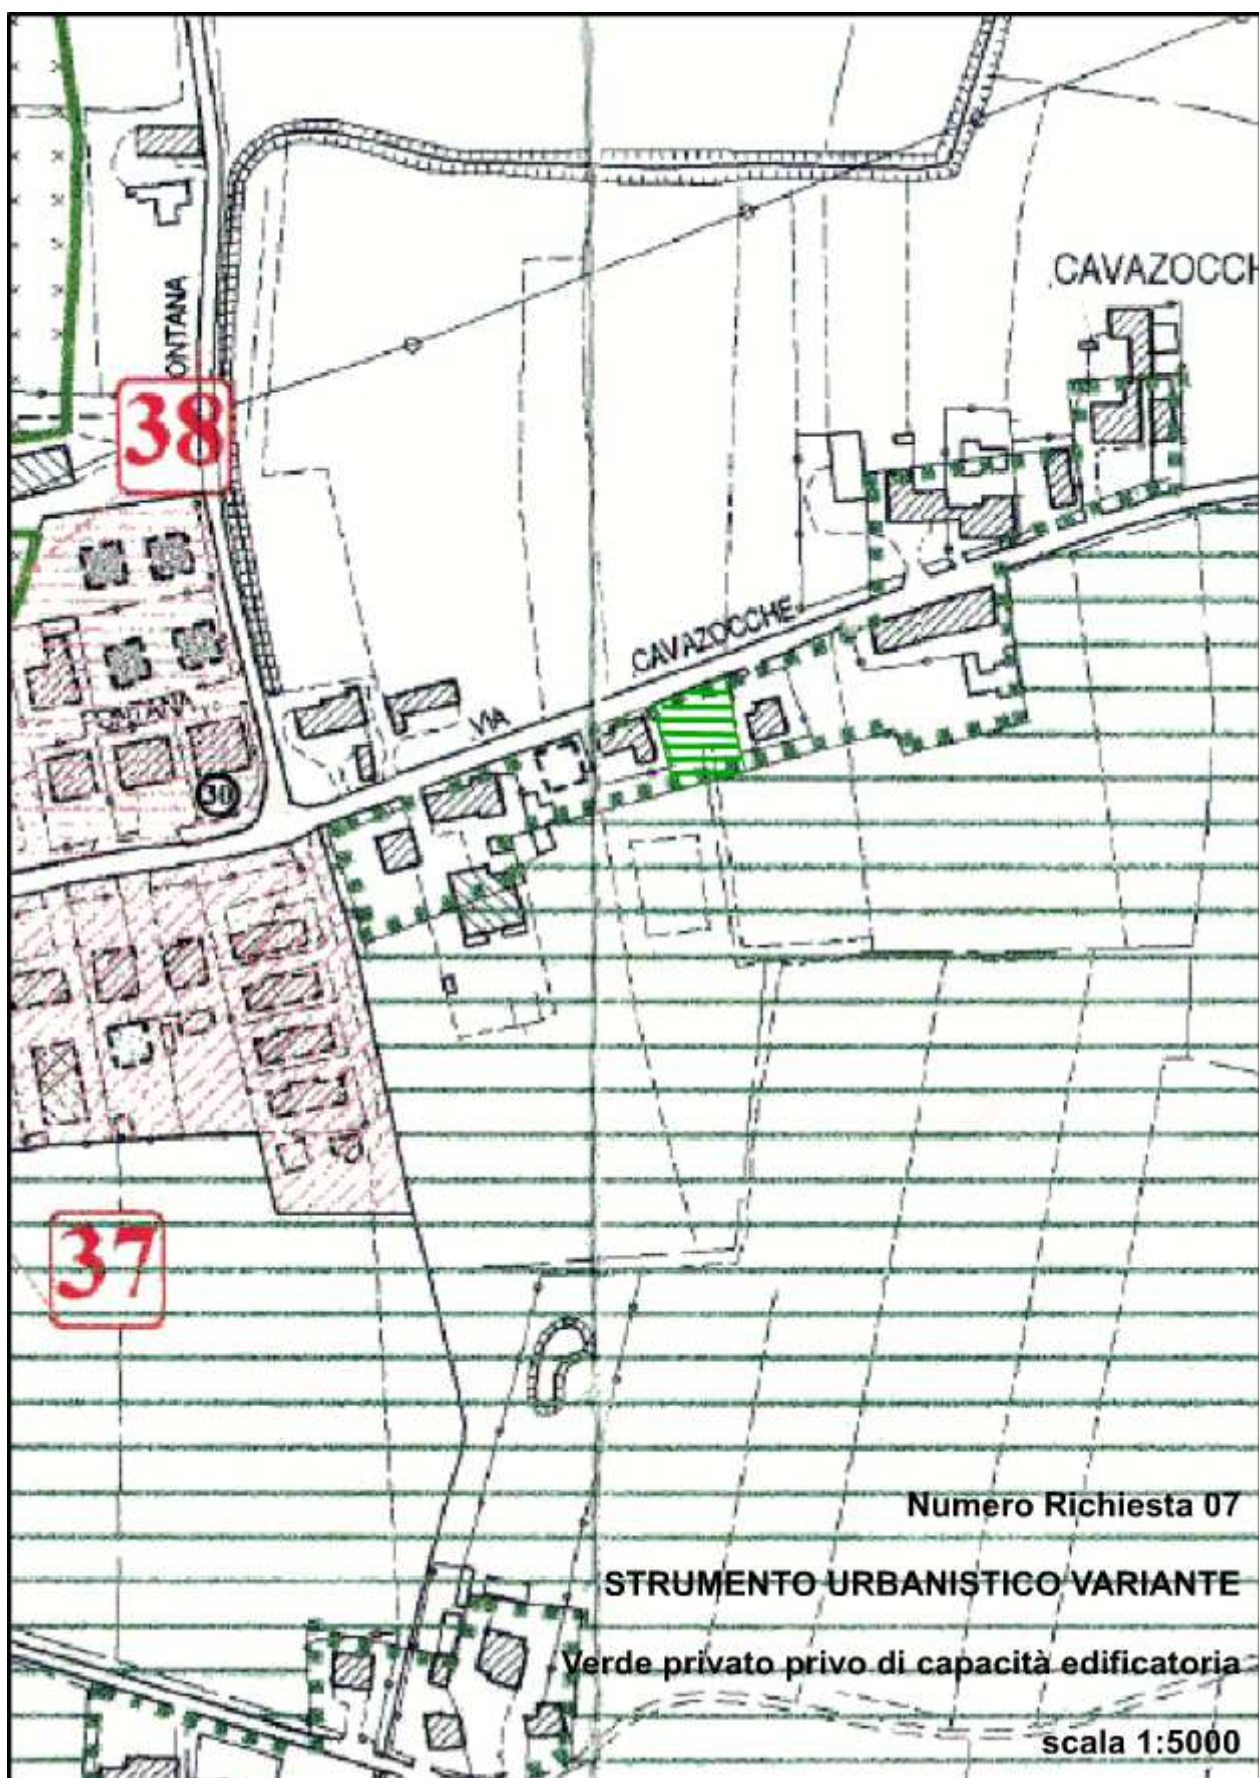 CAVAZOCCH
ONTANA
38
CAVAZOCCHE
VIA
FONTANA
30
37
Numero Richiesta 07
STRUMENTO URBANISTICO VARIANTE
Verde privato privo di capacità edificatoria
scala 1:5000